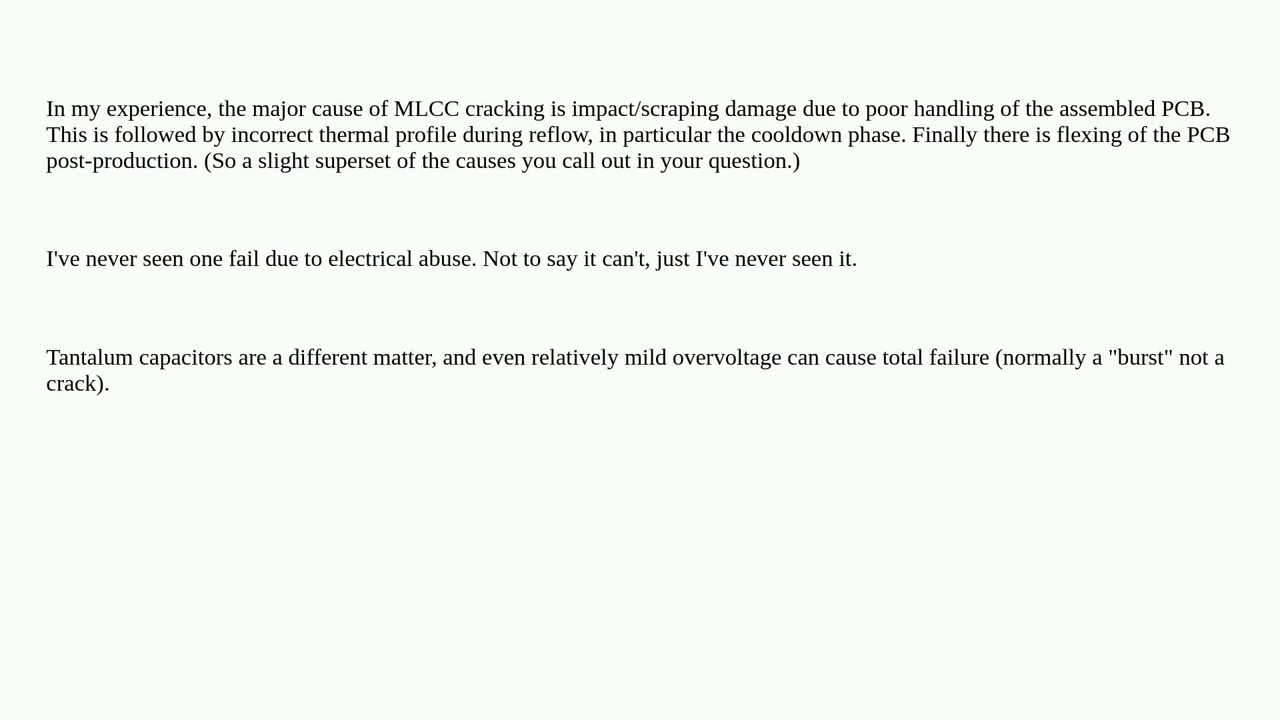 In my experience, the major cause of MLCC cracking is impact/scraping damage due to poor handling of the assembled PCB.
This is followed by incorrect thermal profile during reflow, in particular the cooldown phase. Finally there is flexing of the PCB
post-production. (So a slight superset of the causes you call out in your question.)
I've never seen one fail due to electrical abuse. Not to say it can't, just I've never seen it.
Tantalum capacitors are a different matter, and even relatively mild overvoltage can cause total failure (normally a "burst" not a
crack).